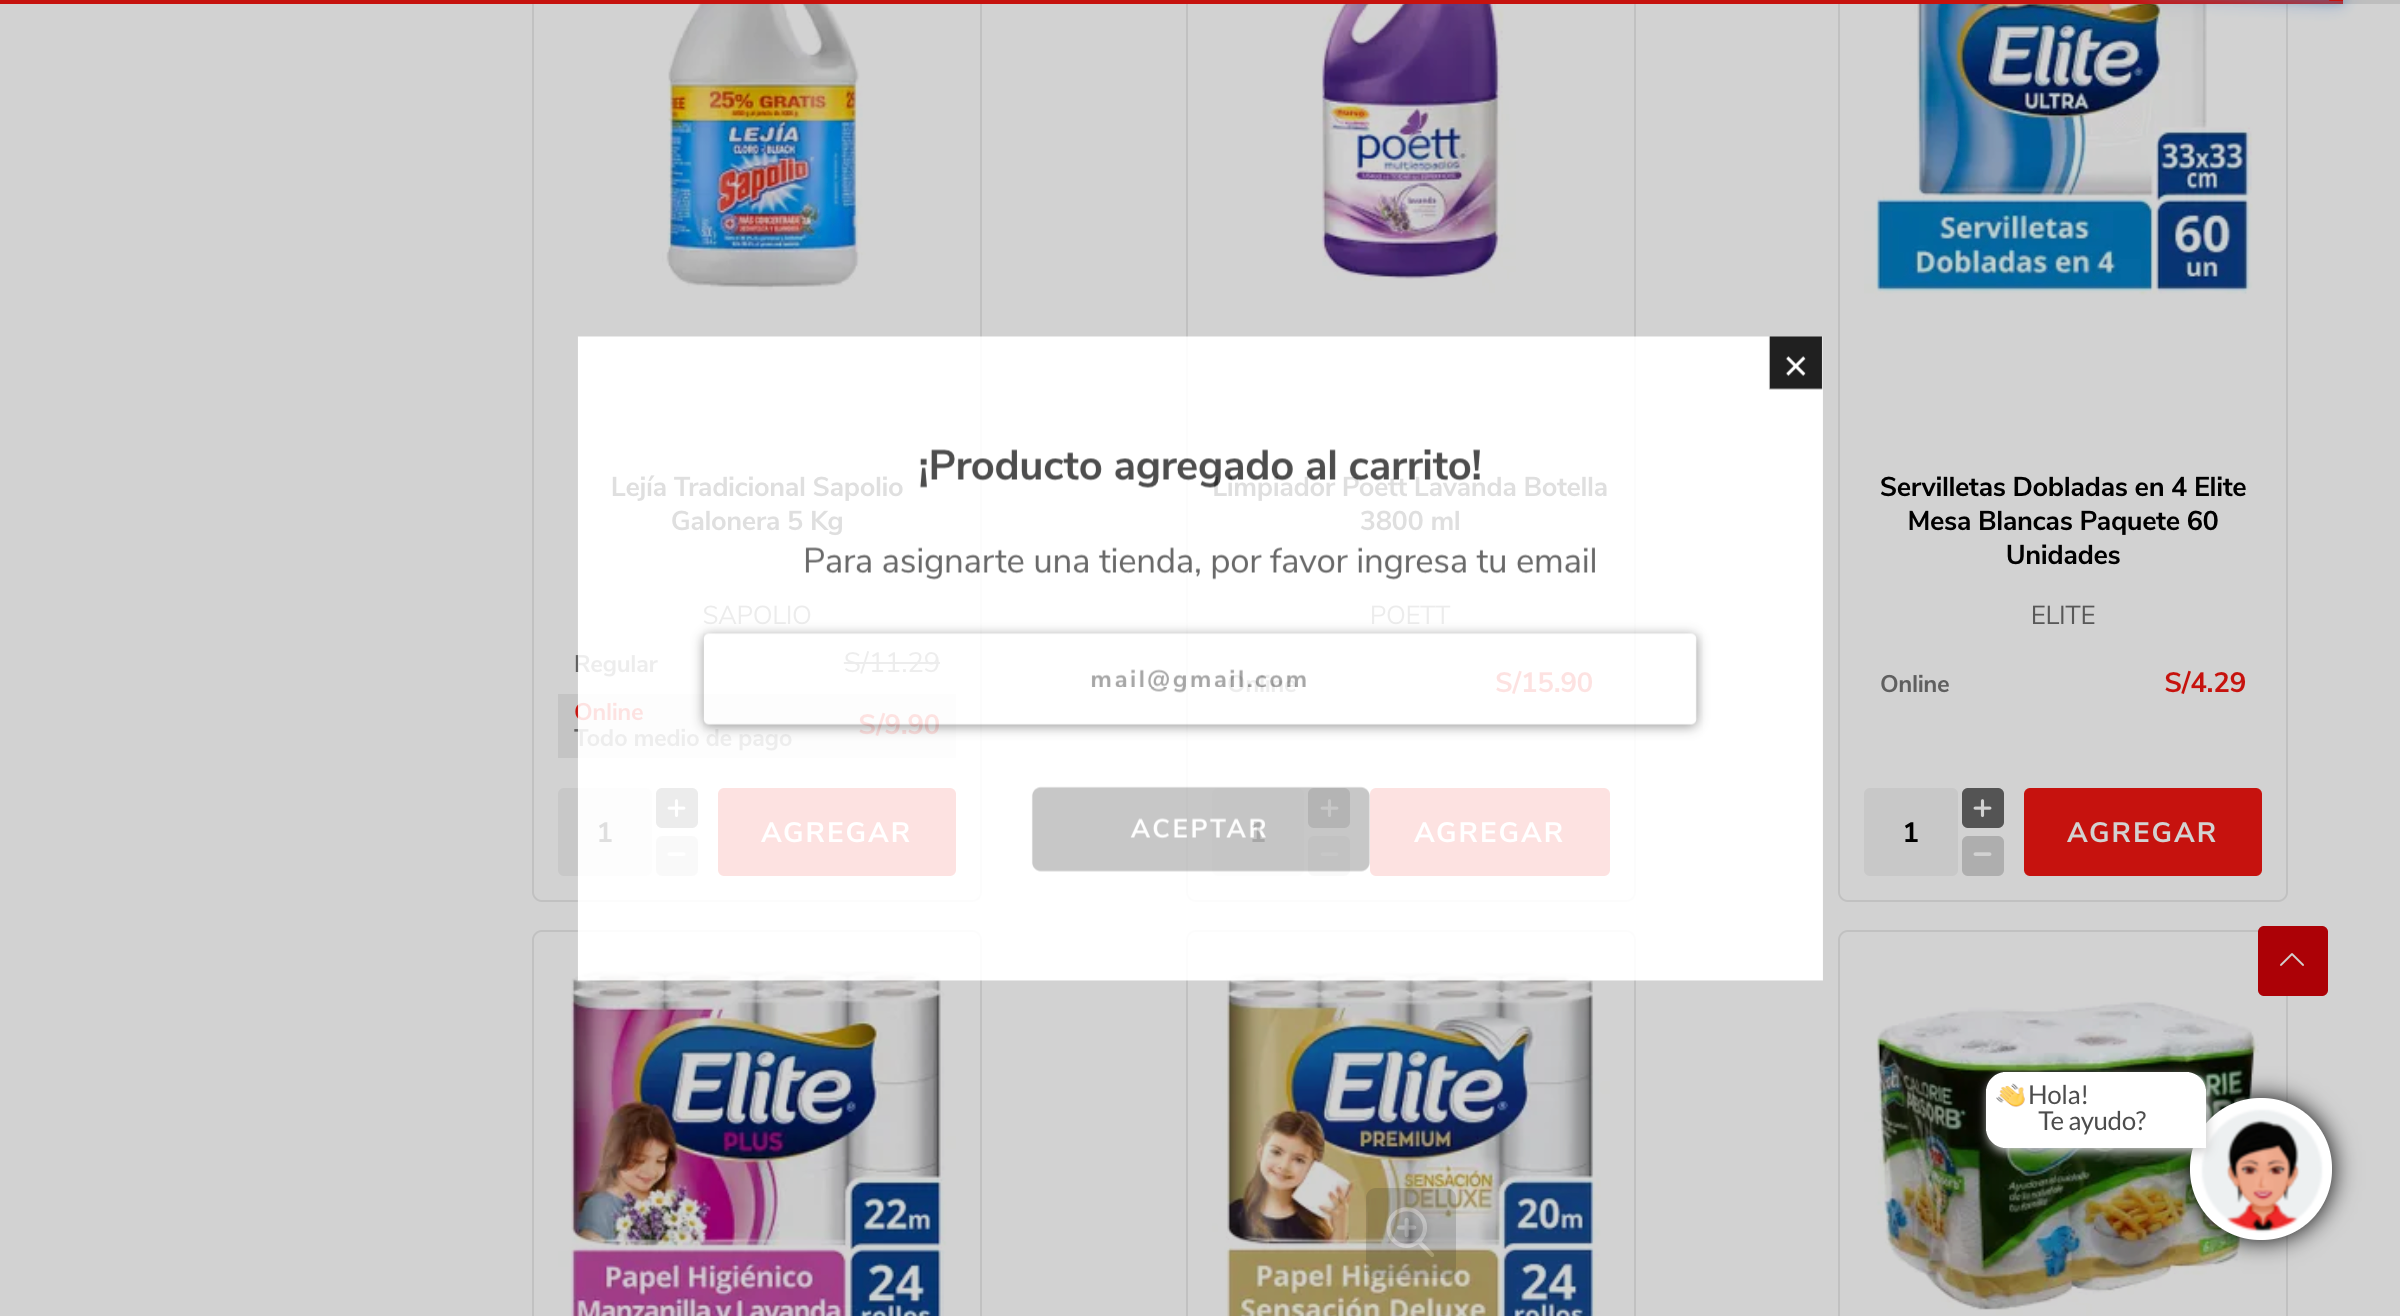 25% GRATIS
LEJÍA
CLORO - BLEACH
Sapolio
poett
multiespacios
lavanda
Elite
ULTRA
33x33
cm
Servilletas
Dobladas en 4
60
un
×
¡Producto agregado al carrito!
Lejía Tradicional Sapolio
Galonera 5 Kg
Limpiador Poett Lavanda Botella
3800 ml
Servilletas Dobladas en 4 Elite
Mesa Blancas Paquete 60
Unidades
Para asignarte una tienda, por favor ingresa tu email
SAPOLIO
POETT
ELITE
Regular S/11.29
mail@gmail.com
Online S/15.90
Online S/4.29
Online
Todo medio de pago
S/9.90
1 + − AGREGAR
ACEPTAR
1 + − AGREGAR
1 + − AGREGAR
Elite
PLUS
22m
Papel Higiénico
Manzanilla y Lavanda
24
rollos
Elite
PREMIUM
SENSACIÓN
DELUXE
20m
Papel Higiénico
Sensación Deluxe
24
rollos
CALORIE
ABSORB
👋 Hola!
Te ayudo?